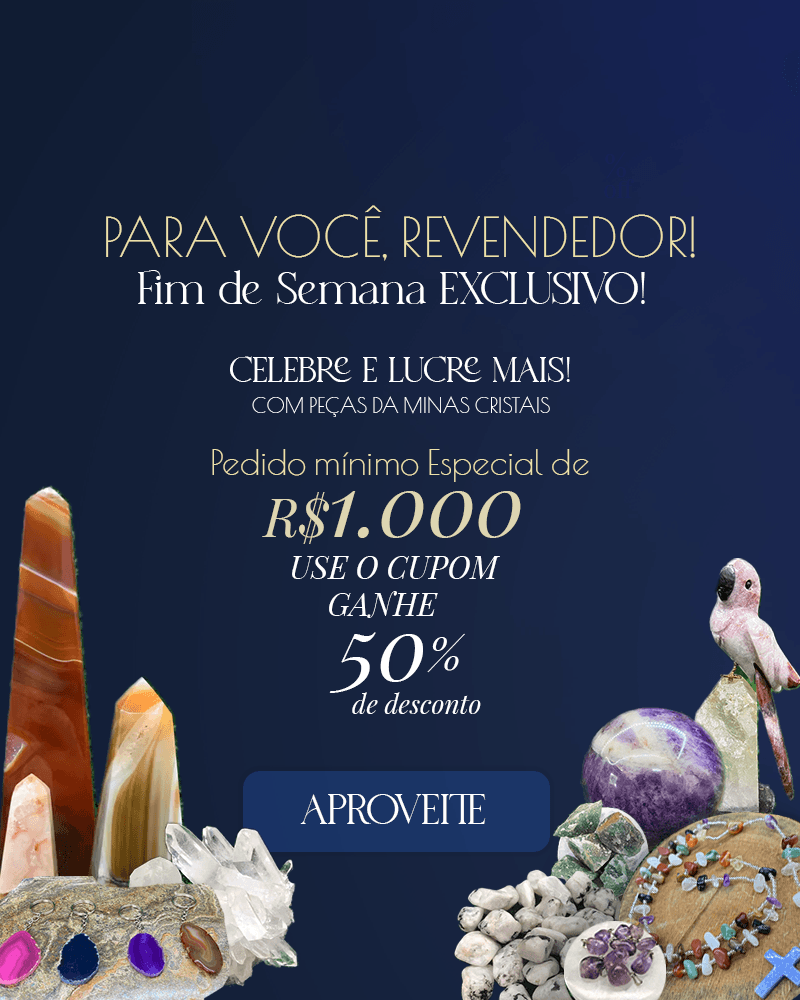 PARA VOCÊ, REVENDEDOR!
Fim de Semana EXCLUSIVO!
CELEBRe E LUCRe MAIS!
COM PEÇAS DA MINAS CRISTAIS
Pedido mínimo Especial de
R$1.000
USE O CUPOM
GANHE
50%
de desconto
APROVEITE